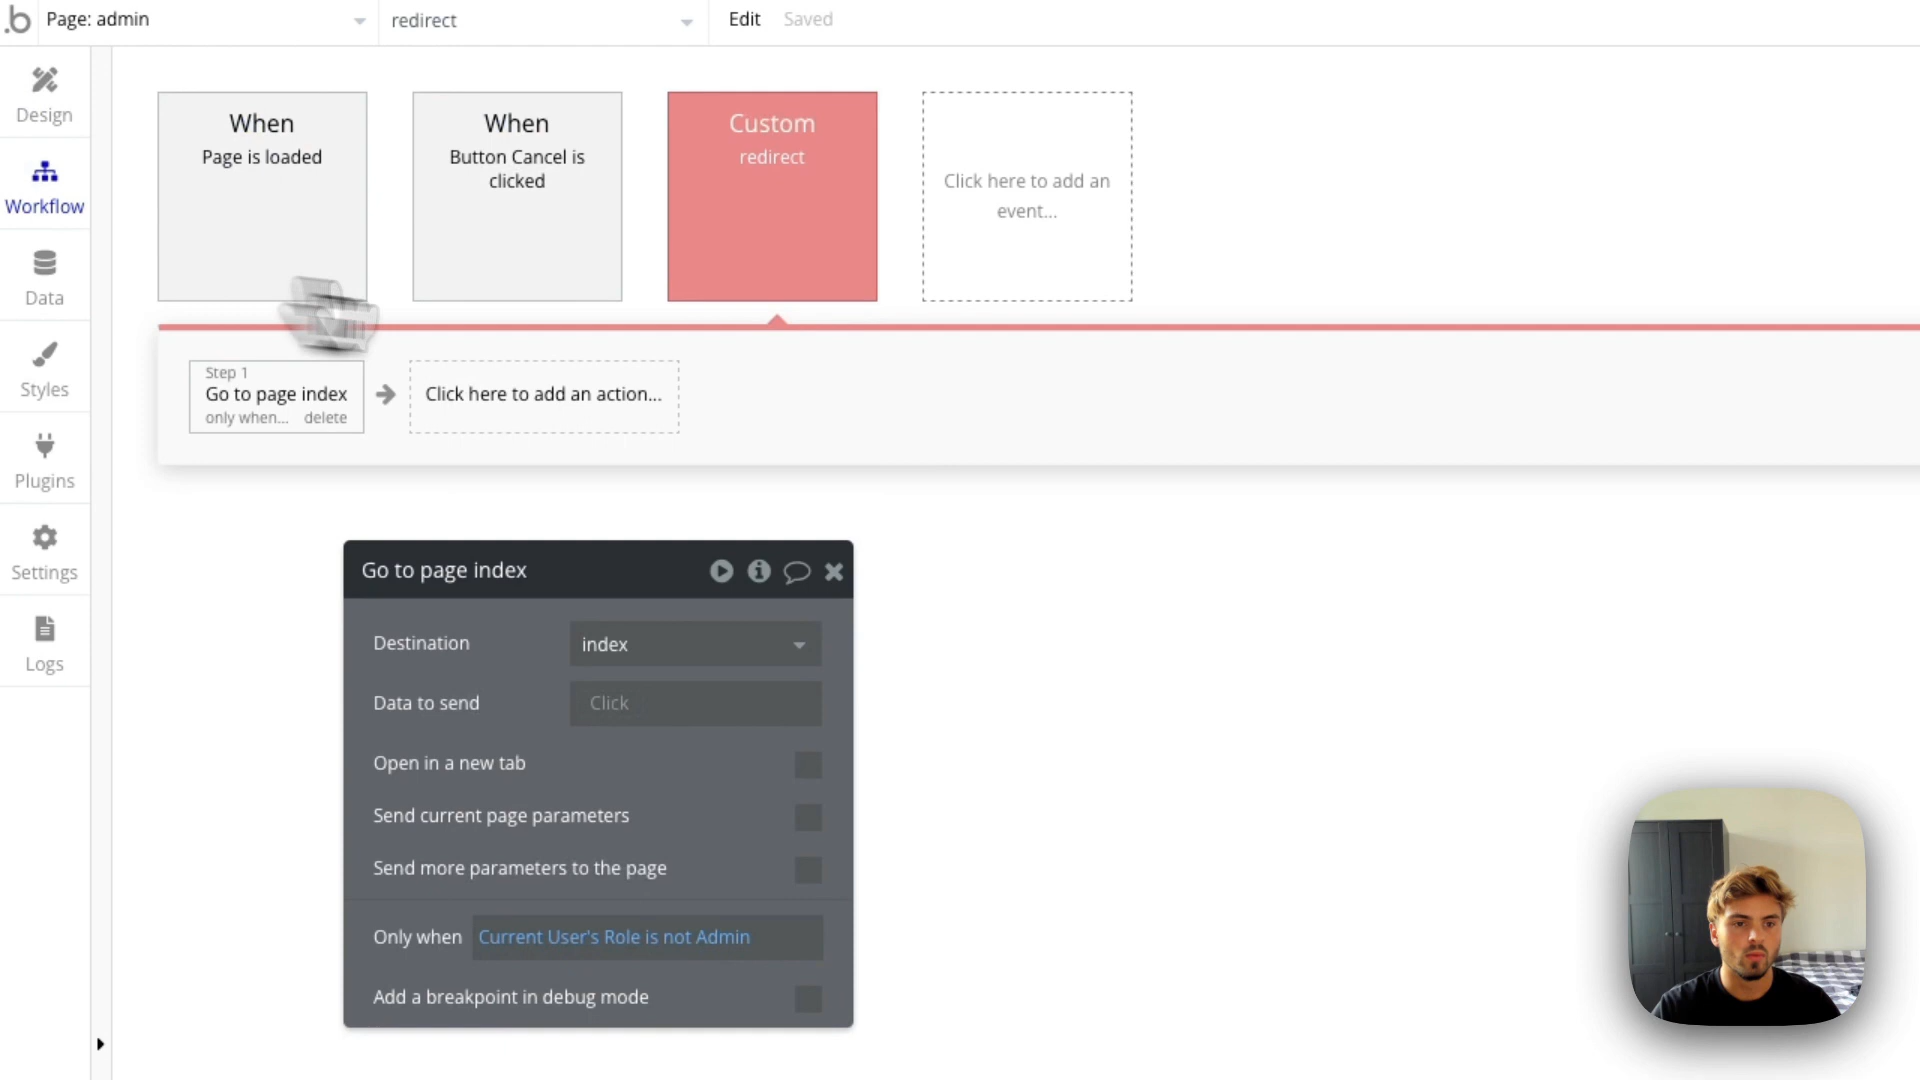 .b
Page: admin
redirect
Edit
Saved
Design
Workflow
Data
Styles
Plugins
Settings
Logs
When
Page is loaded
When
Button Cancel is
clicked
Custom
redirect
Click here to add an
event...
Step 1
Go to page index
only when...
delete
Click here to add an action...
Go to page index
Destination
index
Data to send
Click
Open in a new tab
Send current page parameters
Send more parameters to the page
Only when
Current User's Role is not Admin
Add a breakpoint in debug mode